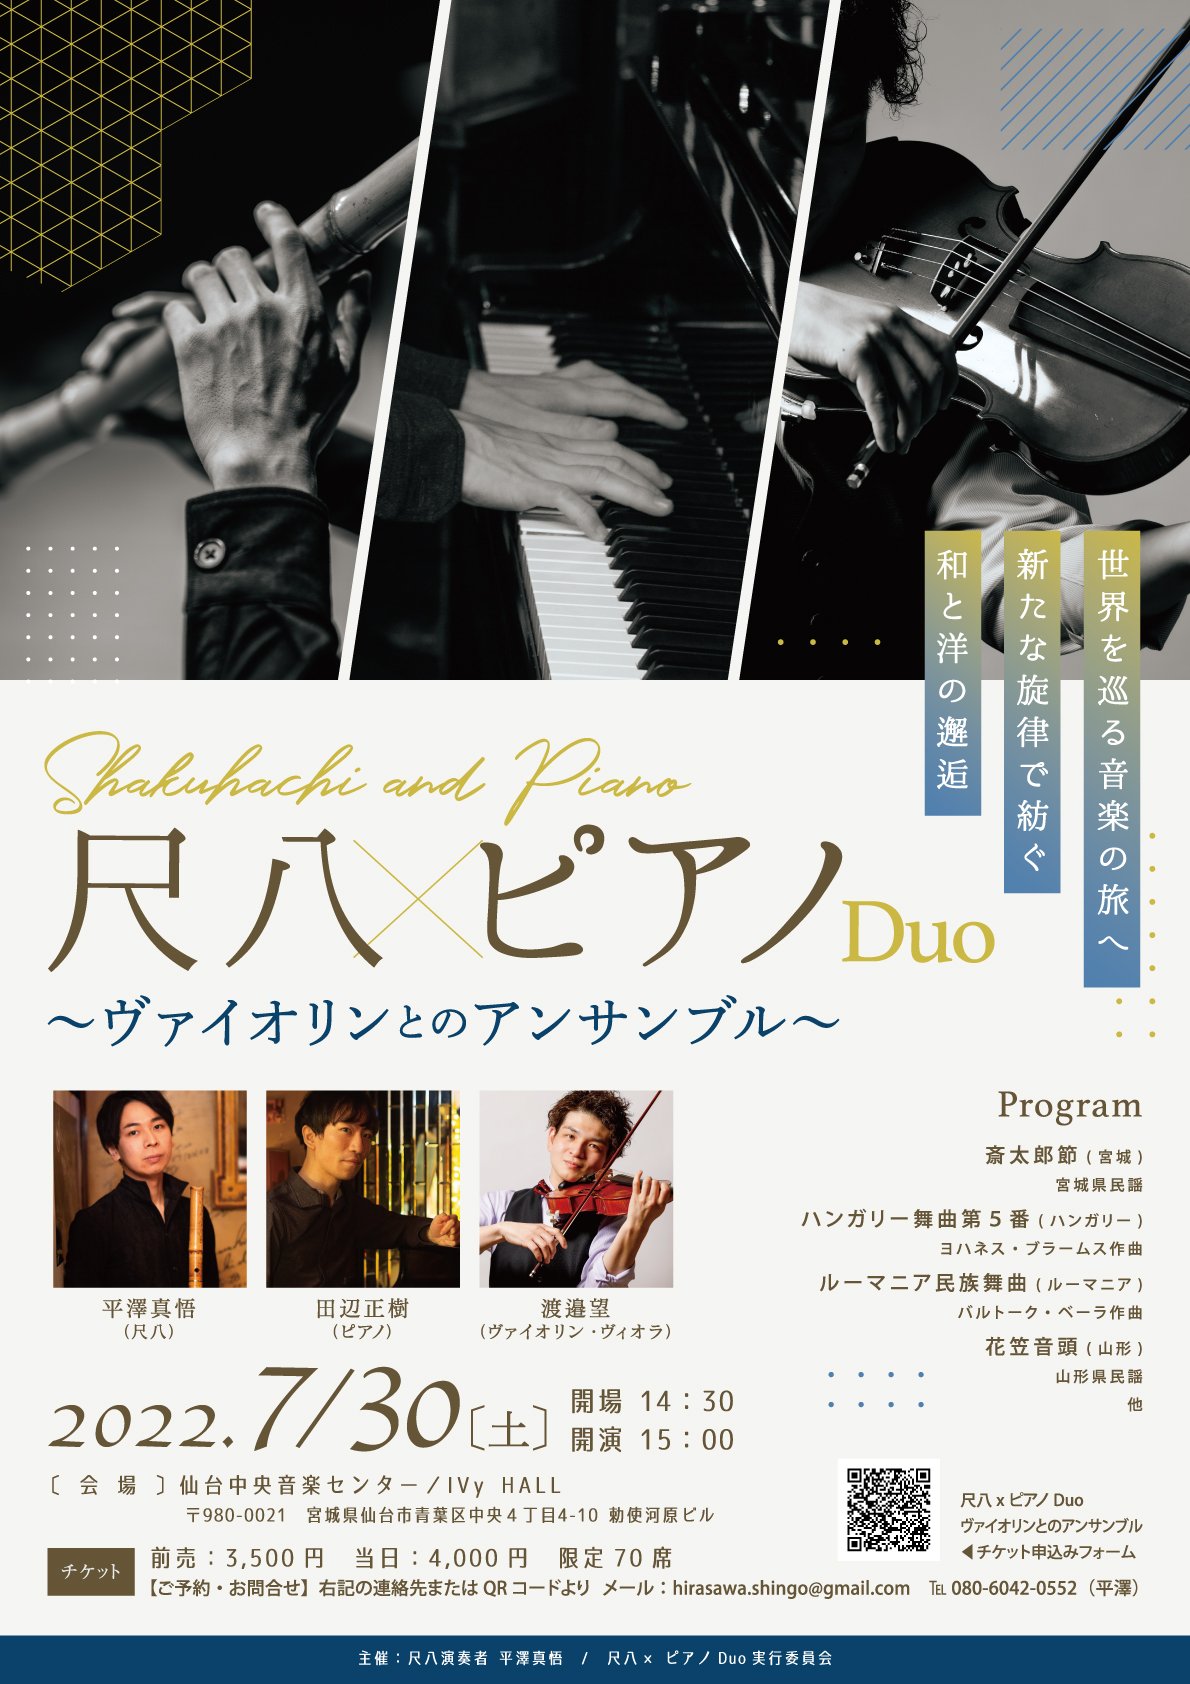 世界を巡る音楽の旅へ
新たな旋律で紡ぐ
和と洋の邂逅
Shakuhachi and Piano
尺八×ピアノDuo
〜ヴァイオリンとのアンサンブル〜
平澤真悟
（尺八）
田辺正樹
（ピアノ）
渡邉望
（ヴァイオリン・ヴィオラ）
Program
斎太郎節(宮城)
宮城県民謡
ハンガリー舞曲第5番(ハンガリー)
ヨハネス・ブラームス作曲
ルーマニア民族舞曲(ルーマニア)
バルトーク・ベーラ作曲
花笠音頭(山形)
山形県民謡
他
2022.7/30〔土〕
開場 14：30
開演 15：00
〔会場〕仙台中央音楽センター/IVy HALL
〒980-0021 宮城県仙台市青葉区中央4丁目4-10 勅使河原ビル
尺八xピアノDuo
ヴァイオリンとのアンサンブル
◀チケット申込みフォーム
チケット
前売：3,500円 当日：4,000円 限定70席
【ご予約・お問合せ】右記の連絡先またはQRコードより メール：hirasawa.shingo@gmail.com ℡080-6042-0552（平澤）
主催：尺八演奏者 平澤真悟 / 尺八× ピアノDuo実行委員会